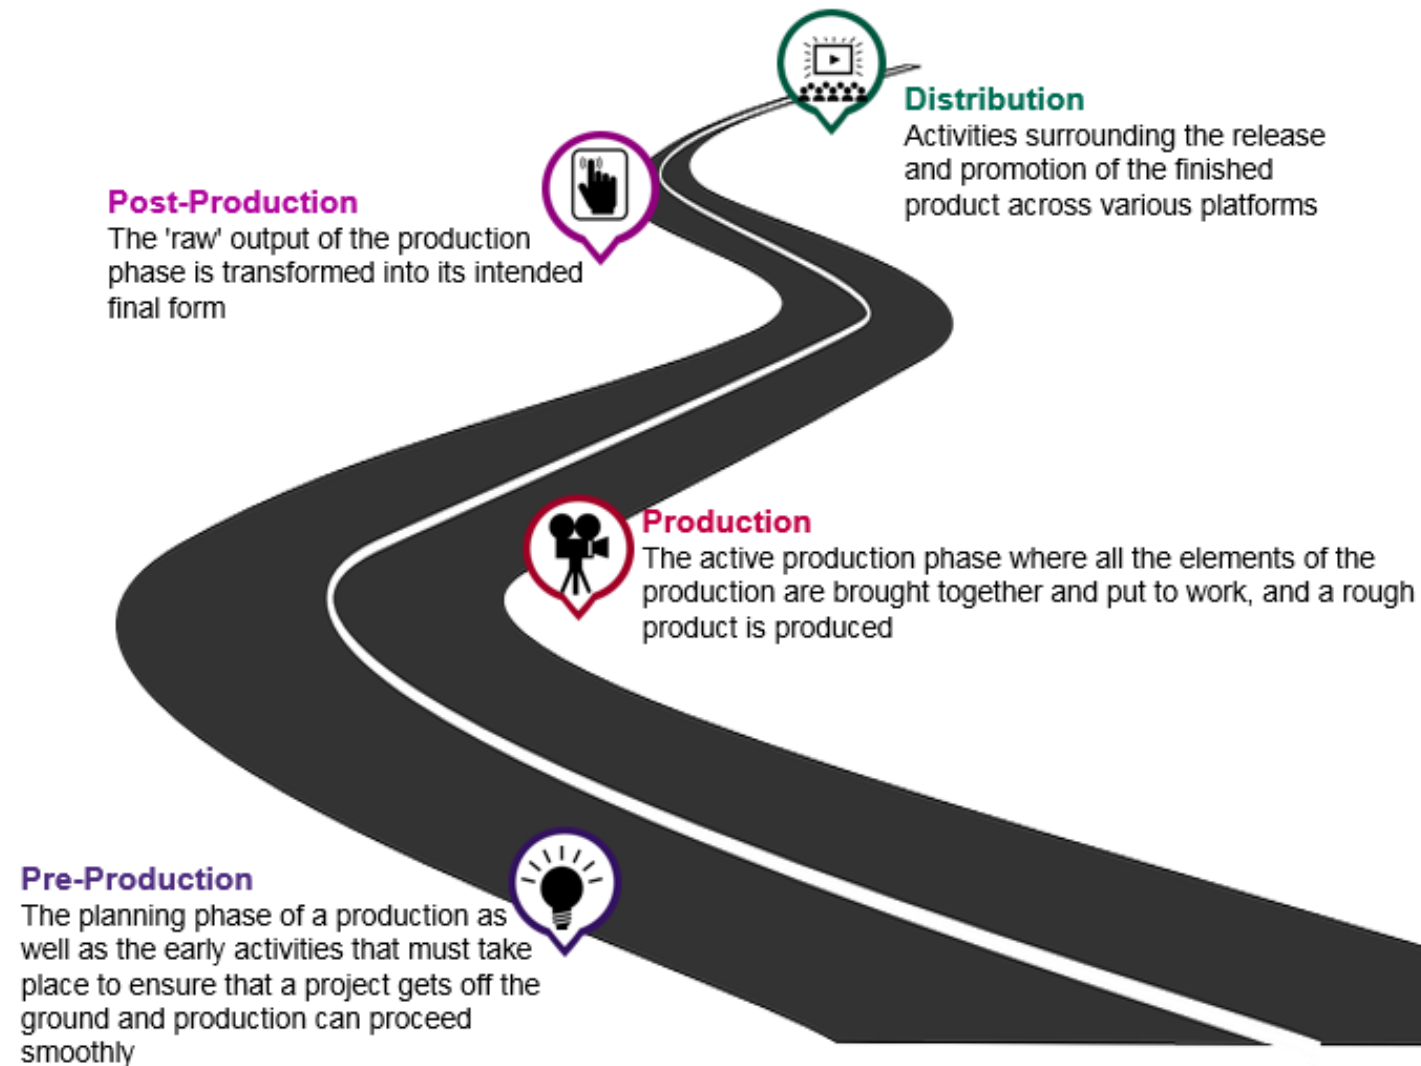 Distribution
Activities surrounding the release
and promotion of the finished
product across various platforms
Post-Production
The 'raw' output of the production
phase is transformed into its intended
final form
Production
The active production phase where all the elements of the
production are brought together and put to work, and a rough
product is produced
Pre-Production
The planning phase of a production as
well as the early activities that must take
place to ensure that a project gets off the
ground and production can proceed
smoothly